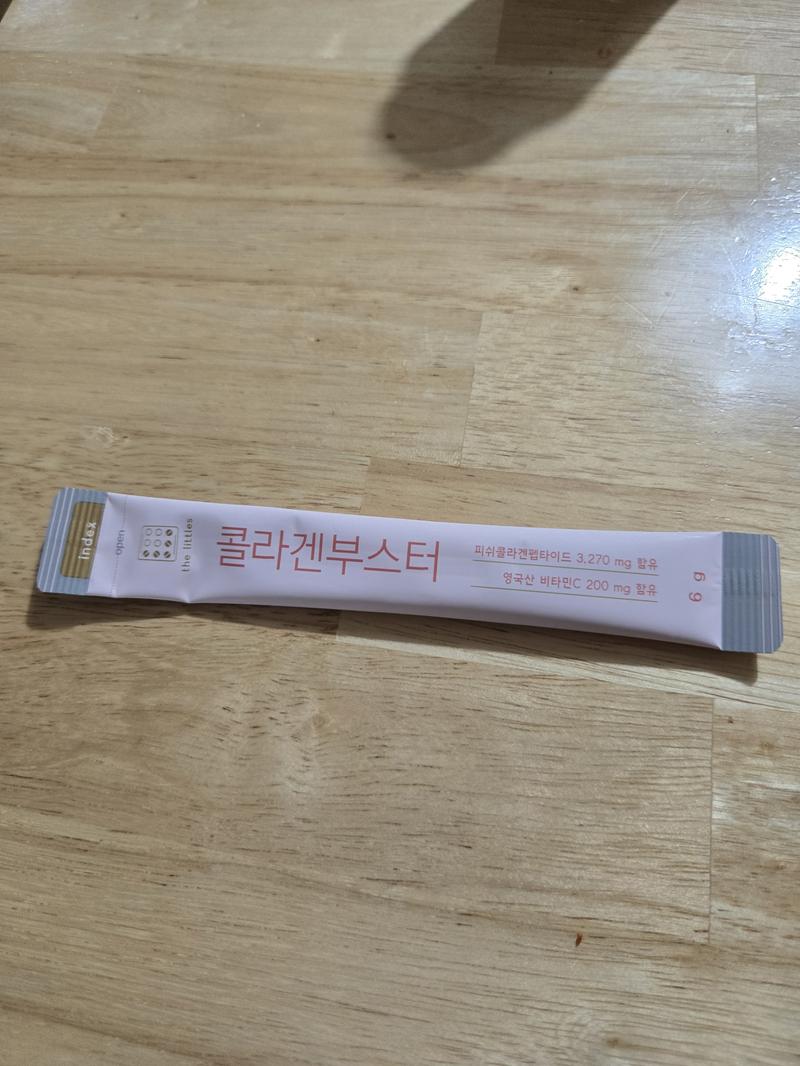 index
open
the littles
콜라겐부스터
피쉬콜라겐펩타이드 3,270 mg 함유
영국산 비타민C 200 mg 함유
6 g